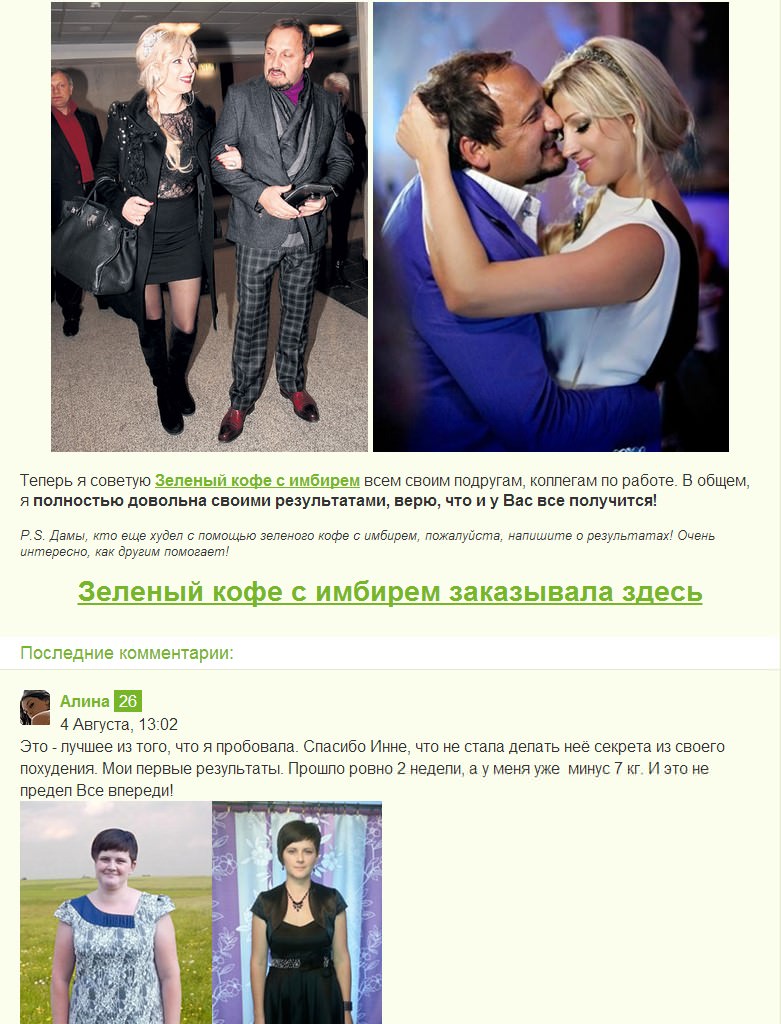 Теперь я советую Зеленый кофе с имбирем всем своим подругам, коллегам по работе. В общем,
я полностью довольна своими результатами, верю, что и у Вас все получится!
P.S. Дамы, кто еще худел с помощью зеленого кофе с имбирем, пожалуйста, напишите о результатах! Очень
интересно, как другим помогает!
Зеленый кофе с имбирем заказывала здесь
Последние комментарии:
Алина 26
4 Августа, 13:02
Это - лучшее из того, что я пробовала. Спасибо Инне, что не стала делать неё секрета из своего
похудения. Мои первые результаты. Прошло ровно 2 недели, а у меня уже минус 7 кг. И это не
предел Все впереди!